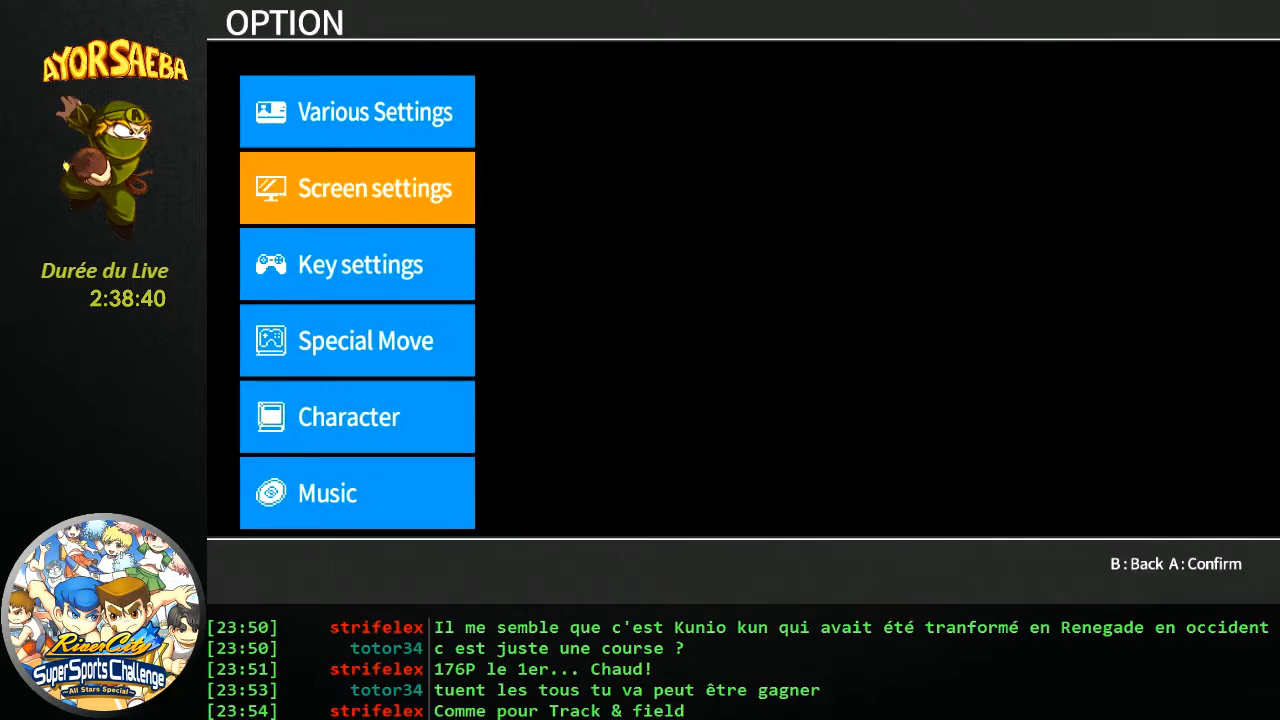 OPTION
AYORSAEBA
Various Settings
Screen settings
Key settings
Special Move
Character
Music
Durée du Live
2:38:40
B : Back A : Confirm
River City
Super Sports Challenge
~All Stars Special~
[23:50] strifelex Il me semble que c'est Kunio kun qui avait été tranformé en Renegade en occident
[23:50] totor34 c est juste une course ?
[23:51] strifelex 176P le 1er... Chaud!
[23:53] totor34 tuent les tous tu va peut être gagner
[23:54] strifelex Comme pour Track & field